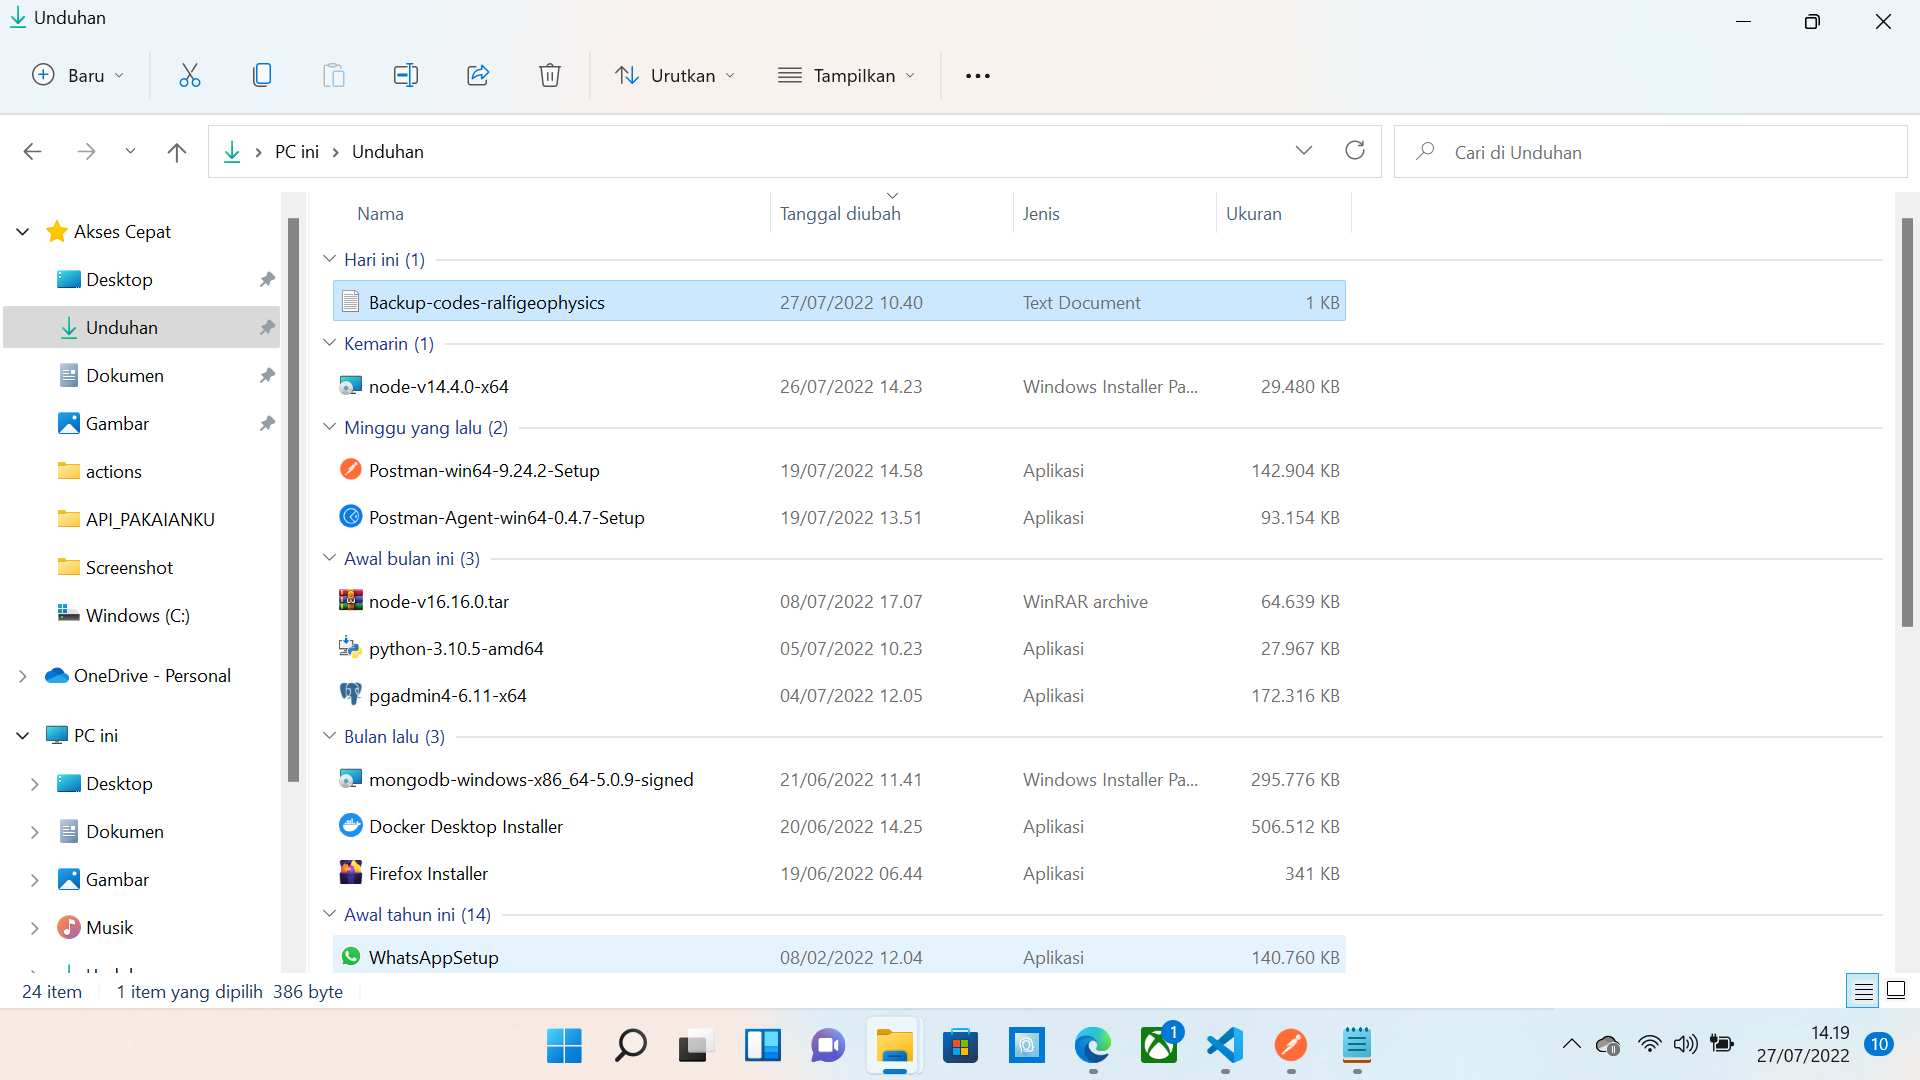 Unduhan
Baru
Urutkan
Tampilkan
PC ini
Unduhan
Cari di Unduhan
Akses Cepat
Desktop
Unduhan
Dokumen
Gambar
actions
API_PAKAIANKU
Screenshot
Windows (C:)
OneDrive - Personal
PC ini
Desktop
Dokumen
Gambar
Musik
Nama Tanggal diubah Jenis Ukuran
Hari ini (1)
Backup-codes-ralfigeophysics 27/07/2022 10.40 Text Document 1 KB
Kemarin (1)
node-v14.4.0-x64 26/07/2022 14.23 Windows Installer Pa... 29.480 KB
Minggu yang lalu (2)
Postman-win64-9.24.2-Setup 19/07/2022 14.58 Aplikasi 142.904 KB
Postman-Agent-win64-0.4.7-Setup 19/07/2022 13.51 Aplikasi 93.154 KB
Awal bulan ini (3)
node-v16.16.0.tar 08/07/2022 17.07 WinRAR archive 64.639 KB
python-3.10.5-amd64 05/07/2022 10.23 Aplikasi 27.967 KB
pgadmin4-6.11-x64 04/07/2022 12.05 Aplikasi 172.316 KB
Bulan lalu (3)
mongodb-windows-x86_64-5.0.9-signed 21/06/2022 11.41 Windows Installer Pa... 295.776 KB
Docker Desktop Installer 20/06/2022 14.25 Aplikasi 506.512 KB
Firefox Installer 19/06/2022 06.44 Aplikasi 341 KB
Awal tahun ini (14)
WhatsAppSetup 08/02/2022 12.04 Aplikasi 140.760 KB
24 item 1 item yang dipilih 386 byte
1
14.19
27/07/2022
10